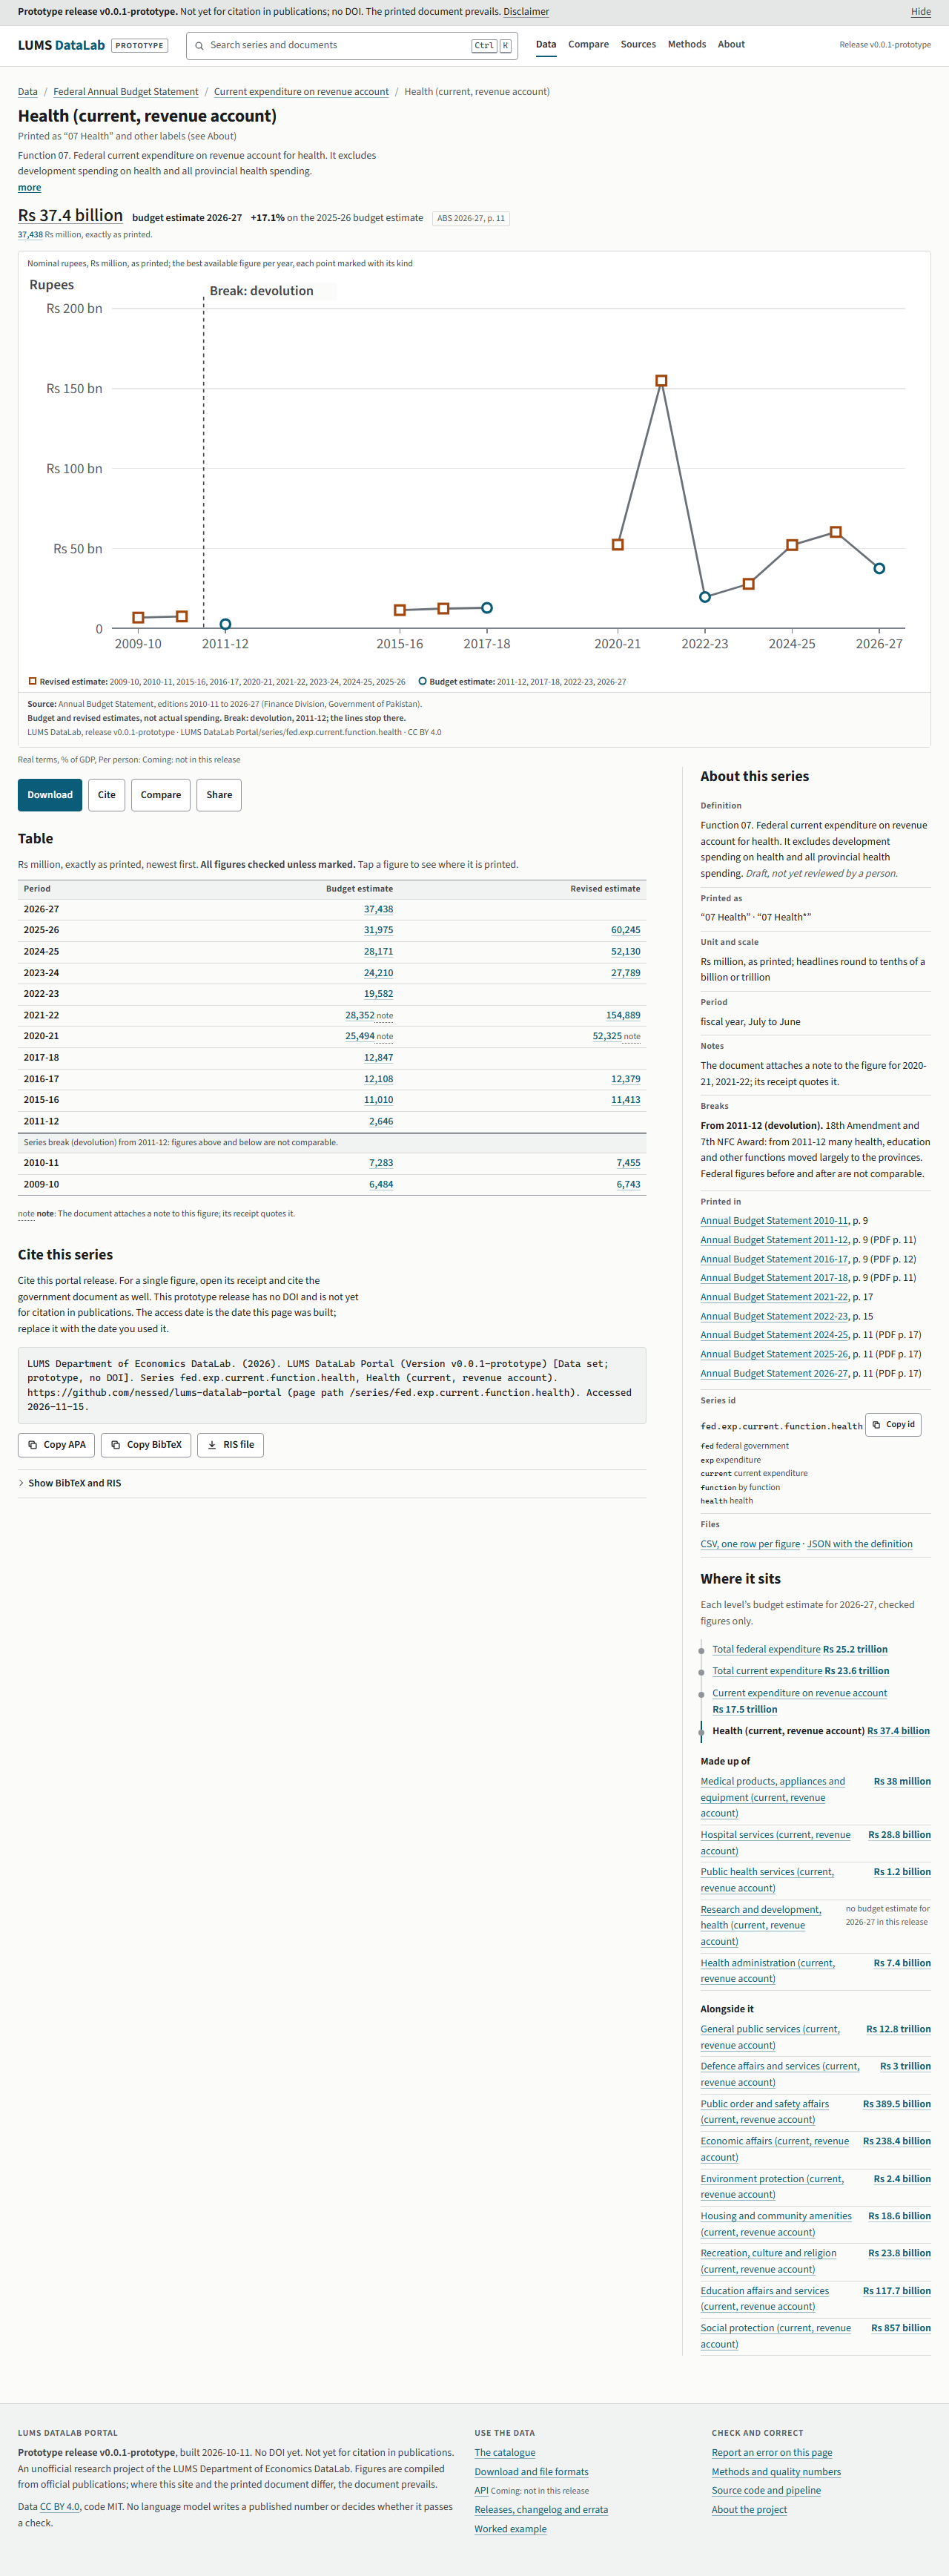 Prototype release v0.0.1-prototype. Not yet for citation in publications; no DOI. The printed document prevails. Disclaimer
Hide
LUMS DataLab PROTOTYPE
Search series and documents
Ctrl K
Data Compare Sources Methods About
Release v0.0.1-prototype
Data / Federal Annual Budget Statement / Current expenditure on revenue account / Health (current, revenue account)
Health (current, revenue account)
Printed as “07 Health” and other labels (see About)
Function 07. Federal current expenditure on revenue account for health. It excludes
development spending on health and all provincial health spending.
more
Rs 37.4 billion budget estimate 2026-27 +17.1% on the 2025-26 budget estimate ABS 2026-27, p. 11
37,438 Rs million, exactly as printed.
Nominal rupees, Rs million, as printed; the best available figure per year, each point marked with its kind
Rupees
Break: devolution
Rs 200 bn
Rs 150 bn
Rs 100 bn
Rs 50 bn
0
2009-10 2011-12 2015-16 2017-18 2020-21 2022-23 2024-25 2026-27
Revised estimate: 2009-10, 2010-11, 2015-16, 2016-17, 2020-21, 2021-22, 2023-24, 2024-25, 2025-26 Budget estimate: 2011-12, 2017-18, 2022-23, 2026-27
Source: Annual Budget Statement, editions 2010-11 to 2026-27 (Finance Division, Government of Pakistan).
Budget and revised estimates, not actual spending. Break: devolution, 2011-12; the lines stop there.
LUMS DataLab, release v0.0.1-prototype · LUMS DataLab Portal/series/fed.exp.current.function.health · CC BY 4.0
Real terms, % of GDP, Per person: Coming: not in this release
Download Cite Compare Share
Table
Rs million, exactly as printed, newest first. All figures checked unless marked. Tap a figure to see where it is printed.
Period Budget estimate Revised estimate
2026-27 37,438
2025-26 31,975 60,245
2024-25 28,171 52,130
2023-24 24,210 27,789
2022-23 19,582
2021-22 28,352 note 154,889
2020-21 25,494 note 52,325 note
2017-18 12,847
2016-17 12,108 12,379
2015-16 11,010 11,413
2011-12 2,646
Series break (devolution) from 2011-12: figures above and below are not comparable.
2010-11 7,283 7,455
2009-10 6,484 6,743
note note: The document attaches a note to this figure; its receipt quotes it.
Cite this series
Cite this portal release. For a single figure, open its receipt and cite the
government document as well. This prototype release has no DOI and is not yet
for citation in publications. The access date is the date this page was built;
replace it with the date you used it.
LUMS Department of Economics DataLab. (2026). LUMS DataLab Portal (Version v0.0.1-prototype) [Data set;
prototype, no DOI]. Series fed.exp.current.function.health, Health (current, revenue account).
https://github.com/nessed/lums-datalab-portal (page path /series/fed.exp.current.function.health). Accessed
2026-11-15.
Copy APA Copy BibTeX RIS file
Show BibTeX and RIS
About this series
Definition
Function 07. Federal current expenditure on revenue
account for health. It excludes development
spending on health and all provincial health
spending. Draft, not yet reviewed by a person.
Printed as
“07 Health” · “07 Health*”
Unit and scale
Rs million, as printed; headlines round to tenths of a
billion or trillion
Period
fiscal year, July to June
Notes
The document attaches a note to the figure for 2020-
21, 2021-22; its receipt quotes it.
Breaks
From 2011-12 (devolution). 18th Amendment and
7th NFC Award: from 2011-12 many health, education
and other functions moved largely to the provinces.
Federal figures before and after are not comparable.
Printed in
Annual Budget Statement 2010-11, p. 9
Annual Budget Statement 2011-12, p. 9 (PDF p. 11)
Annual Budget Statement 2016-17, p. 9 (PDF p. 12)
Annual Budget Statement 2017-18, p. 9 (PDF p. 11)
Annual Budget Statement 2021-22, p. 17
Annual Budget Statement 2022-23, p. 15
Annual Budget Statement 2024-25, p. 11 (PDF p. 17)
Annual Budget Statement 2025-26, p. 11 (PDF p. 17)
Annual Budget Statement 2026-27, p. 11 (PDF p. 17)
Series id
fed.exp.current.function.health Copy id
fed federal government
exp expenditure
current current expenditure
function by function
health health
Files
CSV, one row per figure · JSON with the definition
Where it sits
Each level’s budget estimate for 2026-27, checked
figures only.
Total federal expenditure Rs 25.2 trillion
Total current expenditure Rs 23.6 trillion
Current expenditure on revenue account
Rs 17.5 trillion
Health (current, revenue account) Rs 37.4 billion
Made up of
Medical products, appliances and Rs 38 million
equipment (current, revenue
account)
Hospital services (current, revenue Rs 28.8 billion
account)
Public health services (current, Rs 1.2 billion
revenue account)
Research and development, no budget estimate for
health (current, revenue 2026-27 in this release
account)
Health administration (current, Rs 7.4 billion
revenue account)
Alongside it
General public services (current, Rs 12.8 trillion
revenue account)
Defence affairs and services (current, Rs 3 trillion
revenue account)
Public order and safety affairs Rs 389.5 billion
(current, revenue account)
Economic affairs (current, revenue Rs 238.4 billion
account)
Environment protection (current, Rs 2.4 billion
revenue account)
Housing and community amenities Rs 18.6 billion
(current, revenue account)
Recreation, culture and religion Rs 23.8 billion
(current, revenue account)
Education affairs and services Rs 117.7 billion
(current, revenue account)
Social protection (current, revenue Rs 857 billion
account)
LUMS DATALAB PORTAL
Prototype release v0.0.1-prototype, built 2026-10-11. No DOI yet. Not yet for citation in publications.
An unofficial research project of the LUMS Department of Economics DataLab. Figures are compiled
from official publications; where this site and the printed document differ, the document prevails.
Data CC BY 4.0, code MIT. No language model writes a published number or decides whether it passes
a check.
USE THE DATA
The catalogue
Download and file formats
API Coming: not in this release
Releases, changelog and errata
Worked example
CHECK AND CORRECT
Report an error on this page
Methods and quality numbers
Source code and pipeline
About the project